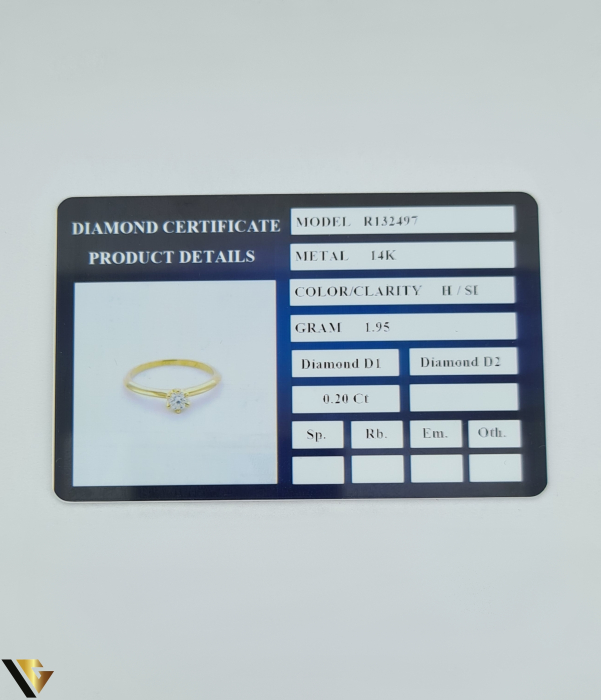 DIAMOND CERTIFICATE
PRODUCT DETAILS
MODEL R132497
METAL 14K
COLOR/CLARITY H / SI
GRAM 1.95
Diamond D1 Diamond D2
0.20 Ct
Sp. Rb. Em. Oth.